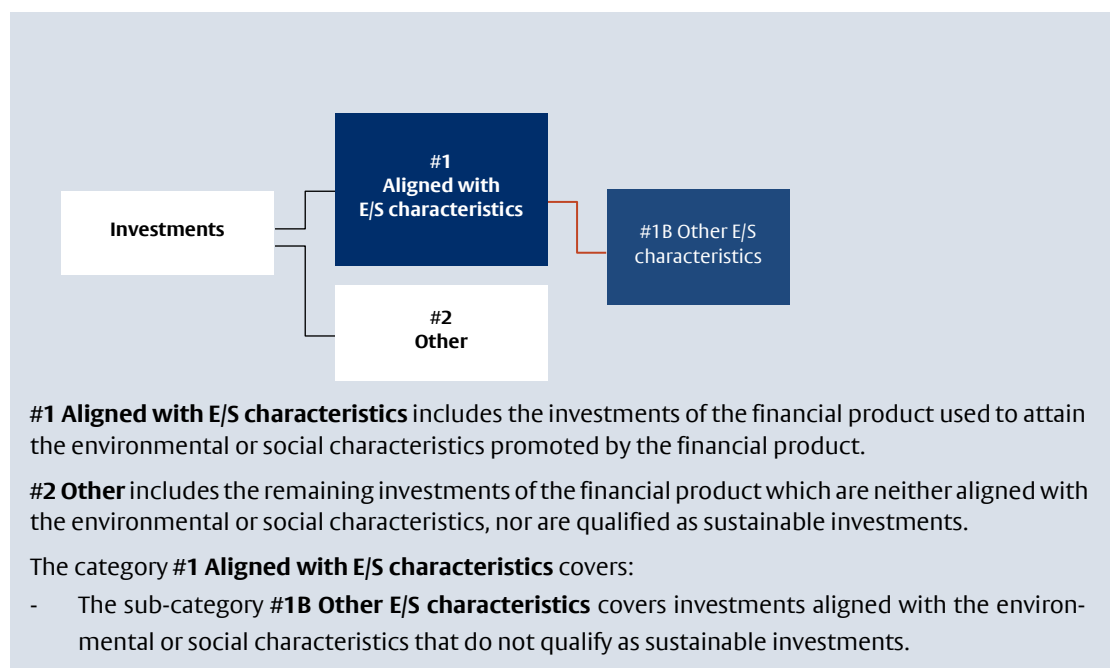 #1
Aligned with
E/S characteristics
Investments
#1B Other E/S
characteristics
#2
Other
#1 Aligned with E/S characteristics includes the investments of the financial product used to attain
the environmental or social characteristics promoted by the financial product.
#2 Other includes the remaining investments of the financial product which are neither aligned with
the environmental or social characteristics, nor are qualified as sustainable investments.
The category #1 Aligned with E/S characteristics covers:
- The sub-category #1B Other E/S characteristics covers investments aligned with the environ-
mental or social characteristics that do not qualify as sustainable investments.